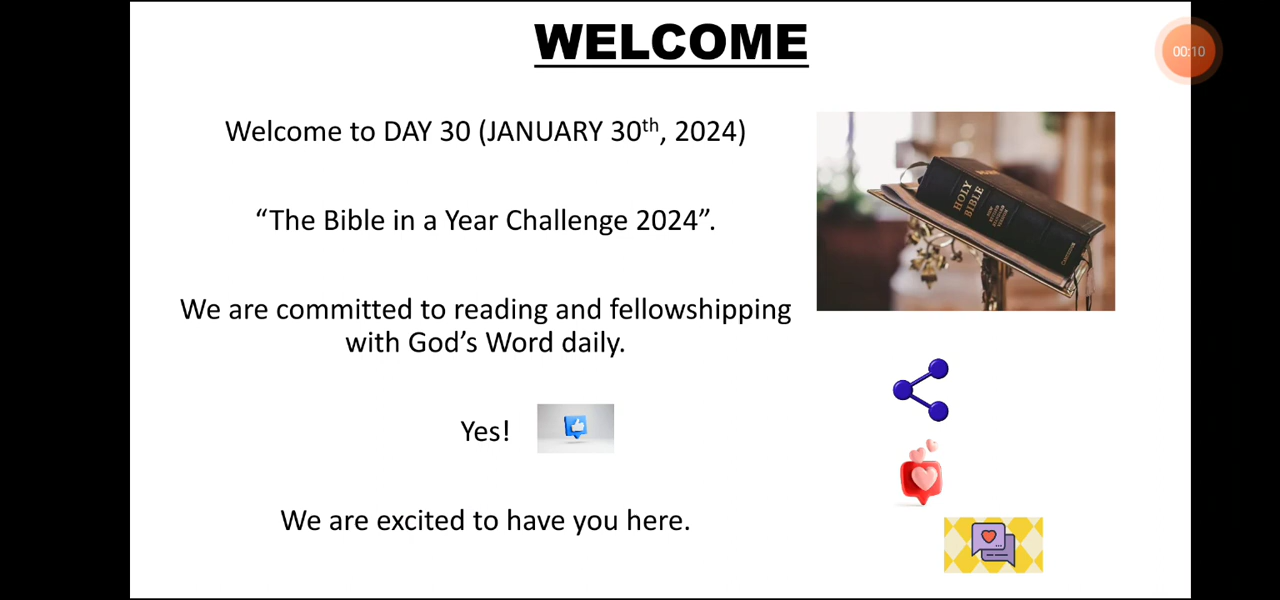 WELCOME
00:10
Welcome to DAY 30 (JANUARY 30th, 2024)
“The Bible in a Year Challenge 2024”.
HOLY
BIBLE
We are committed to reading and fellowshipping
with God’s Word daily.
Yes!
We are excited to have you here.